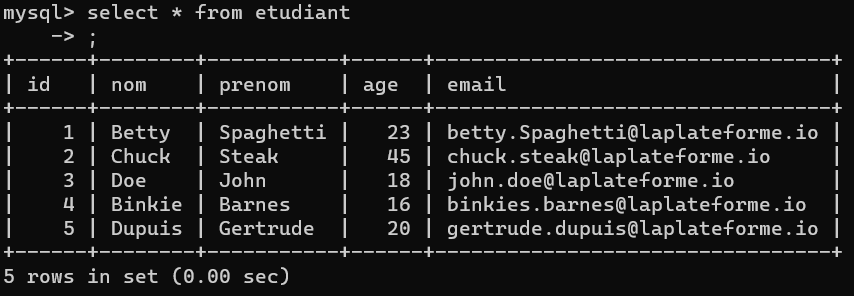 mysql> select * from etudiant
    -> ;
+------+--------+-----------+------+-------------------------------+
| id   | nom    | prenom    | age  | email                         |
+------+--------+-----------+------+-------------------------------+
|    1 | Betty  | Spaghetti |   23 | betty.Spaghetti@laplateforme.io |
|    2 | Chuck  | Steak     |   45 | chuck.steak@laplateforme.io     |
|    3 | Doe    | John      |   18 | john.doe@laplateforme.io        |
|    4 | Binkie | Barnes    |   16 | binkies.barnes@laplateforme.io  |
|    5 | Dupuis | Gertrude  |   20 | gertrude.dupuis@laplateforme.io |
+------+--------+-----------+------+---------------------------------+
5 rows in set (0.00 sec)